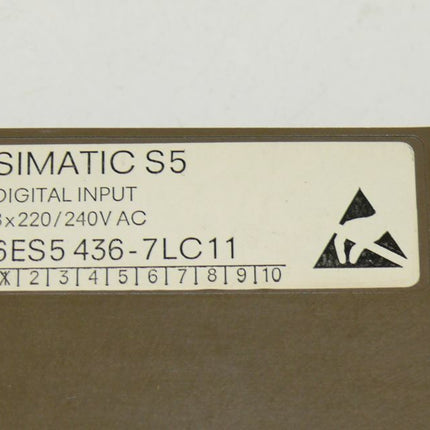 SIMATIC S5
DIGITAL INPUT
8x220/240V AC
6ES5 436-7LC11
X|2|3|4|5|6|7|8|9|10